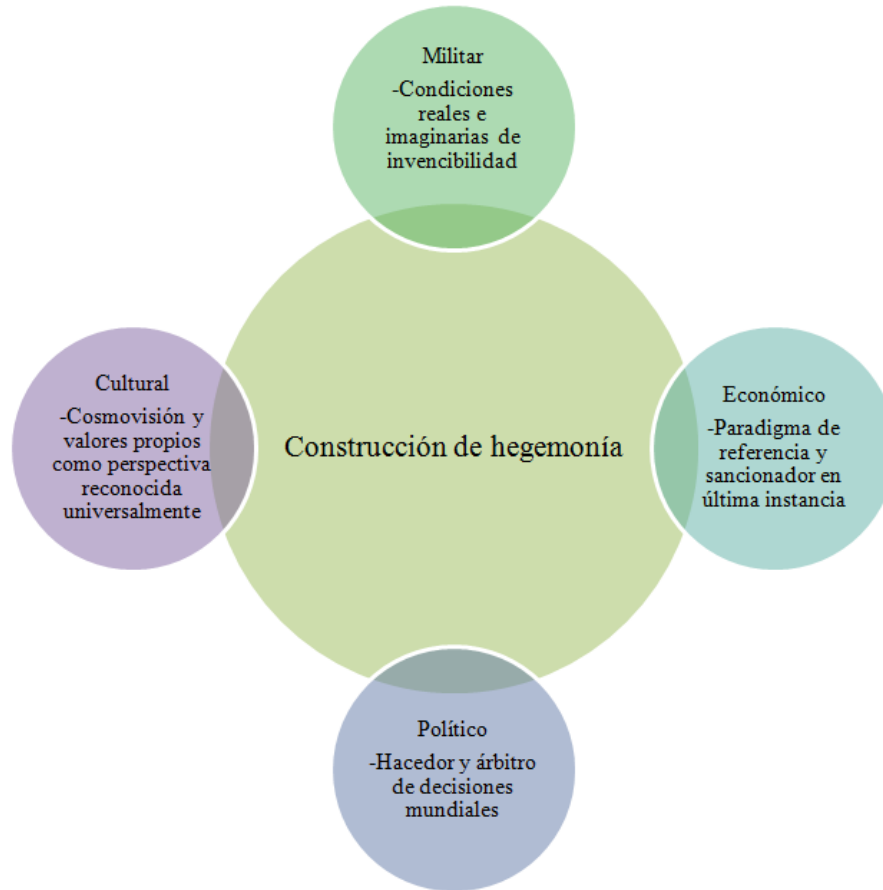 Militar
-Condiciones
reales e
imaginarias de
invencibilidad
Cultural
-Cosmovisión y
valores propios
como perspectiva
reconocida
universalmente
Construcción de hegemonía
Económico
-Paradigma de
referencia y
sancionador en
última instancia
Político
-Hacedor y árbitro
de decisiones
mundiales